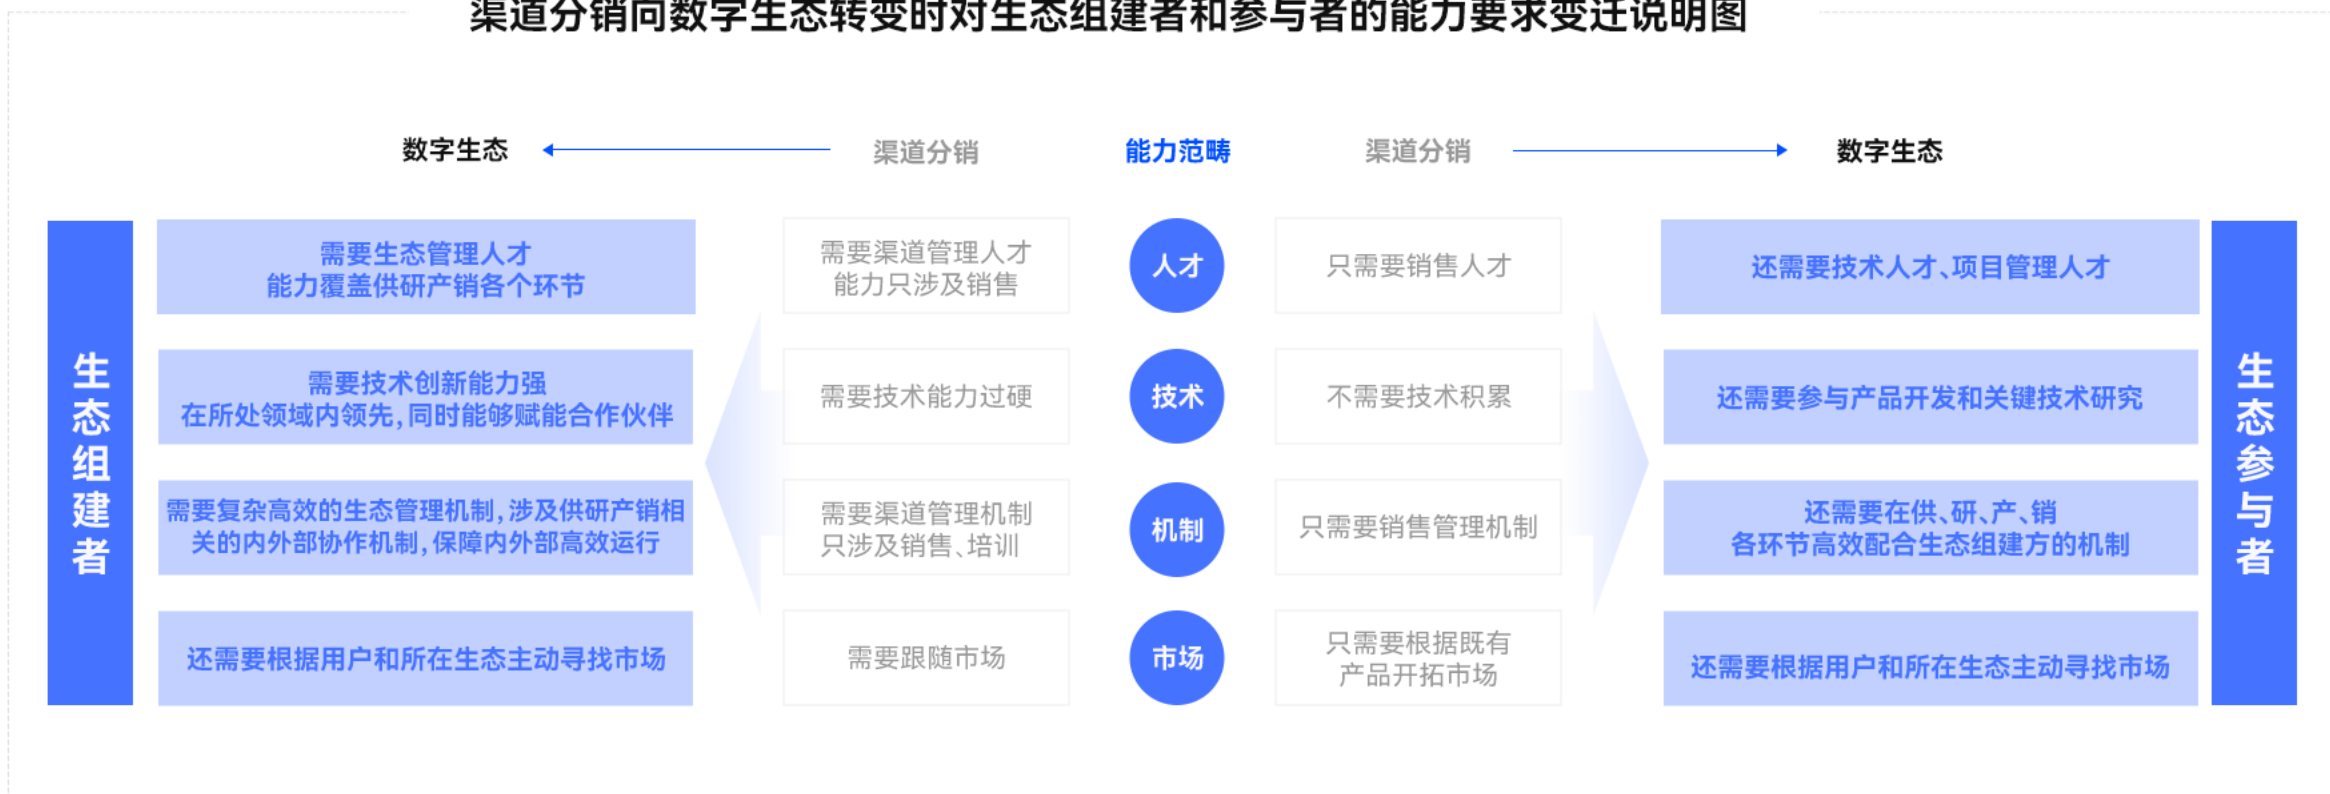 渠道分销向数字生态转变时对生态组建者和参与者的能力要求变迁说明图
数字生态
渠道分销
能力范畴
渠道分销
数字生态
生态组建者
需要生态管理人才
能力覆盖供研产销各个环节
需要渠道管理人才
能力只涉及销售
人才
只需要销售人才
还需要技术人才、项目管理人才
需要技术创新能力强
在所处领域内领先，同时能够赋能合作伙伴
需要技术能力过硬
技术
不需要技术积累
还需要参与产品开发和关键技术研究
需要复杂高效的生态管理机制，涉及供研产销相
关的内外部协作机制，保障内外部高效运行
需要渠道管理机制
只涉及销售、培训
机制
只需要销售管理机制
还需要在供、研、产、销
各环节高效配合生态组建方的机制
还需要根据用户和所在生态主动寻找市场
需要跟随市场
市场
只需要根据既有
产品开拓市场
还需要根据用户和所在生态主动寻找市场
生态参与者